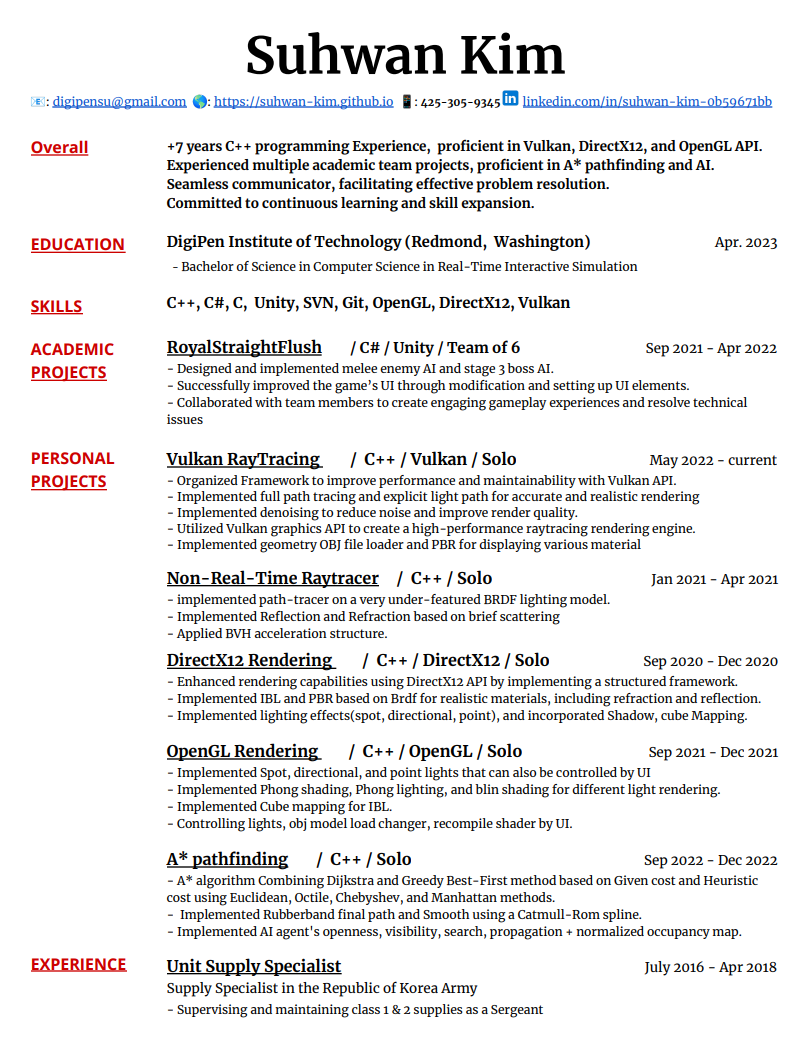 Suhwan Kim
📧: digipensu@gmail.com 🌎: https://suhwan-kim.github.io 📱: 425-305-9345 in linkedin.com/in/suhwan-kim-0b59671bb
Overall +7 years C++ programming Experience, proficient in Vulkan, DirectX12, and OpenGL API.
Experienced multiple academic team projects, proficient in A* pathfinding and AI.
Seamless communicator, facilitating effective problem resolution.
Committed to continuous learning and skill expansion.
EDUCATION DigiPen Institute of Technology (Redmond, Washington) Apr. 2023
- Bachelor of Science in Computer Science in Real-Time Interactive Simulation
SKILLS C++, C#, C, Unity, SVN, Git, OpenGL, DirectX12, Vulkan
ACADEMIC PROJECTS
RoyalStraightFlush / C# / Unity / Team of 6 Sep 2021 - Apr 2022
- Designed and implemented melee enemy AI and stage 3 boss AI.
- Successfully improved the game's UI through modification and setting up UI elements.
- Collaborated with team members to create engaging gameplay experiences and resolve technical
issues
PERSONAL PROJECTS
Vulkan RayTracing / C++ / Vulkan / Solo May 2022 - current
- Organized Framework to improve performance and maintainability with Vulkan API.
- Implemented full path tracing and explicit light path for accurate and realistic rendering
- Implemented denoising to reduce noise and improve render quality.
- Utilized Vulkan graphics API to create a high-performance raytracing rendering engine.
- Implemented geometry OBJ file loader and PBR for displaying various material
Non-Real-Time Raytracer / C++ / Solo Jan 2021 - Apr 2021
- implemented path-tracer on a very under-featured BRDF lighting model.
- Implemented Reflection and Refraction based on brief scattering
- Applied BVH acceleration structure.
DirectX12 Rendering / C++ / DirectX12 / Solo Sep 2020 - Dec 2020
- Enhanced rendering capabilities using DirectX12 API by implementing a structured framework.
- Implemented IBL and PBR based on Brdf for realistic materials, including refraction and reflection.
- Implemented lighting effects(spot, directional, point), and incorporated Shadow, cube Mapping.
OpenGL Rendering / C++ / OpenGL / Solo Sep 2021 - Dec 2021
- Implemented Spot, directional, and point lights that can also be controlled by UI
- Implemented Phong shading, Phong lighting, and blin shading for different light rendering.
- Implemented Cube mapping for IBL.
- Controlling lights, obj model load changer, recompile shader by UI.
A* pathfinding / C++ / Solo Sep 2022 - Dec 2022
- A* algorithm Combining Dijkstra and Greedy Best-First method based on Given cost and Heuristic
cost using Euclidean, Octile, Chebyshev, and Manhattan methods.
- Implemented Rubberband final path and Smooth using a Catmull-Rom spline.
- Implemented AI agent's openness, visibility, search, propagation + normalized occupancy map.
EXPERIENCE Unit Supply Specialist July 2016 - Apr 2018
Supply Specialist in the Republic of Korea Army
- Supervising and maintaining class 1 & 2 supplies as a Sergeant